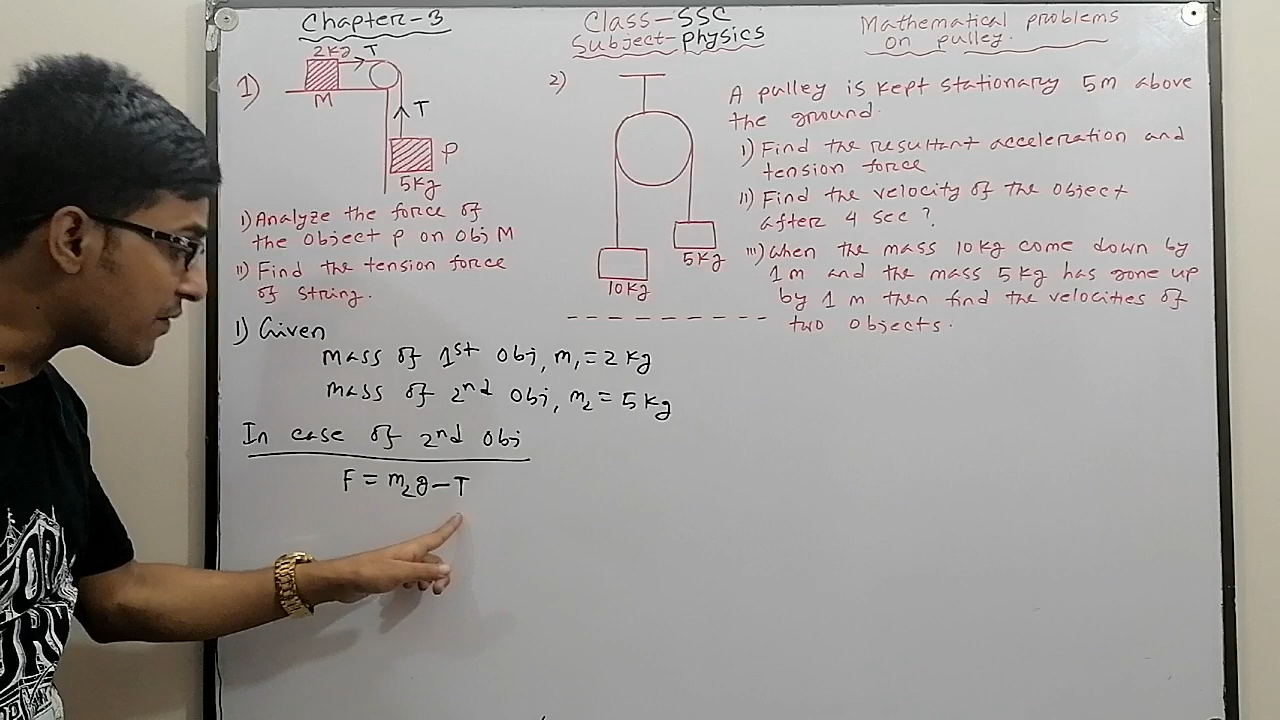 Chapter-3
Class-SSC
Subject-Physics
Mathematical problems
on pulley.
1)
2kg
T
M
T
P
5kg
I) Analyze the force of
the object P on obj M
II) Find the tension force
of string.
2)
10kg
5kg
A pulley is kept stationary 5m above
the ground.
I) Find the resultant acceleration and
tension force
II) Find the velocity of the object
after 4 sec?
III) When the mass 10kg come down by
1m and the mass 5kg has gone up
by 1m then find the velocities of
two objects.
I) Given
Mass of 1st obj, m₁ = 2 kg
Mass of 2nd obj, m₂ = 5 kg
In case of 2nd obj
F = m₂g - T